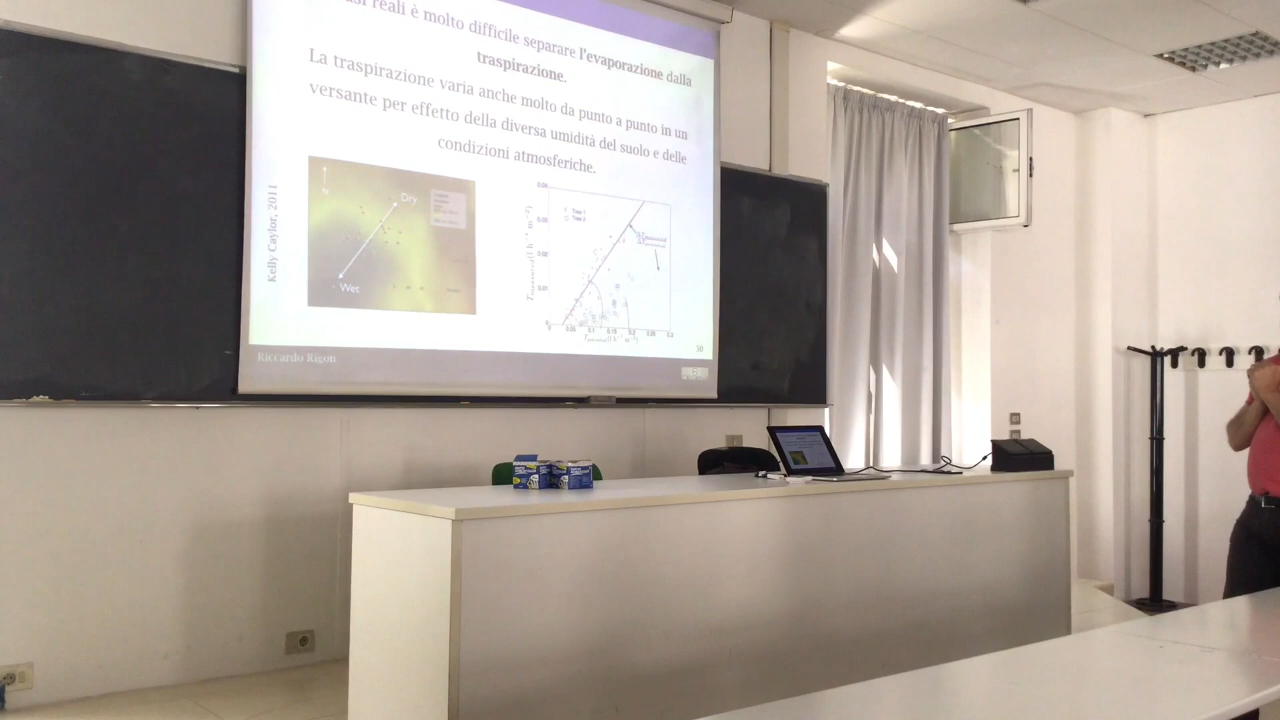 reali è molto difficile separare l'evaporazione dalla
traspirazione.
La traspirazione varia anche molto da punto a punto in un
versante per effetto della diversa umidità del suolo e delle
condizioni atmosferiche.
Kelly Caylor, 2011
Dry
Wet
Riccardo Rigon
50